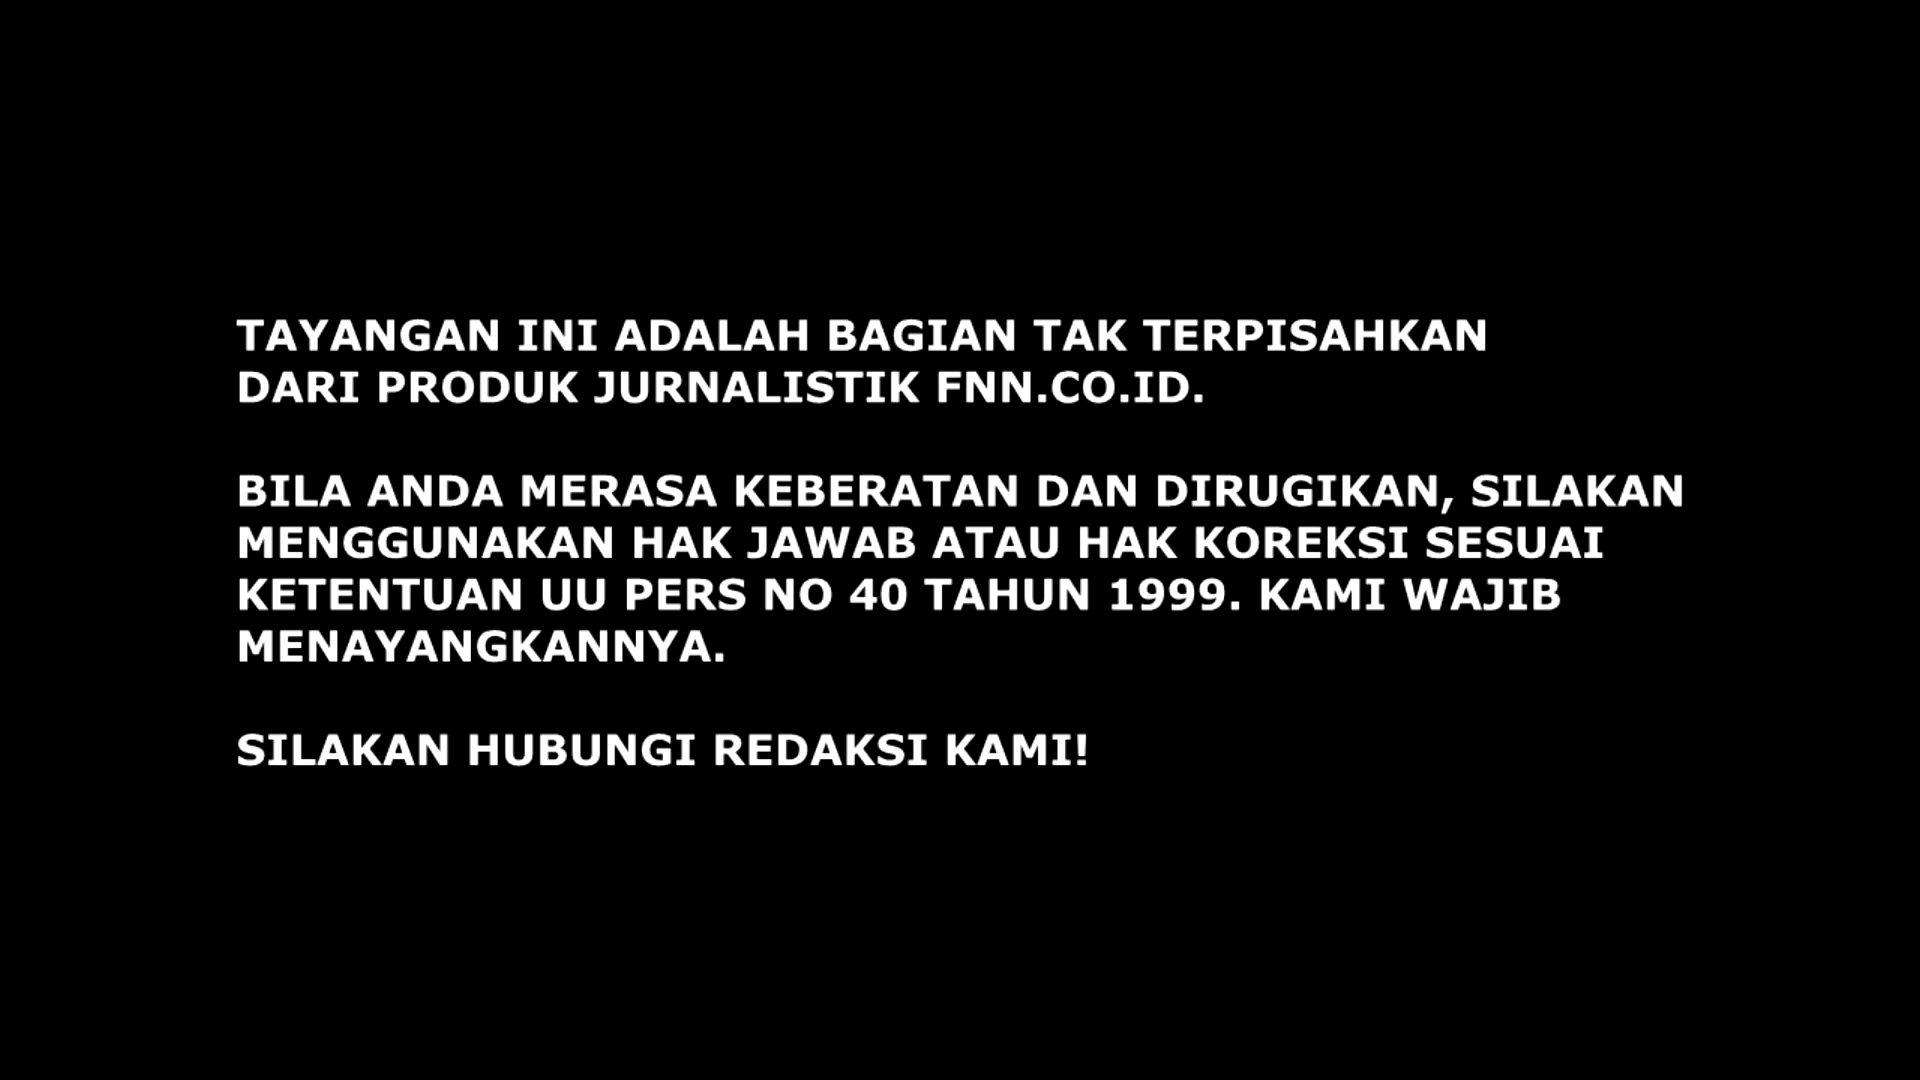 TAYANGAN INI ADALAH BAGIAN TAK TERPISAHKAN
DARI PRODUK JURNALISTIK FNN.CO.ID.
BILA ANDA MERASA KEBERATAN DAN DIRUGIKAN, SILAKAN
MENGGUNAKAN HAK JAWAB ATAU HAK KOREKSI SESUAI
KETENTUAN UU PERS NO 40 TAHUN 1999. KAMI WAJIB
MENAYANGKANNYA.
SILAKAN HUBUNGI REDAKSI KAMI!